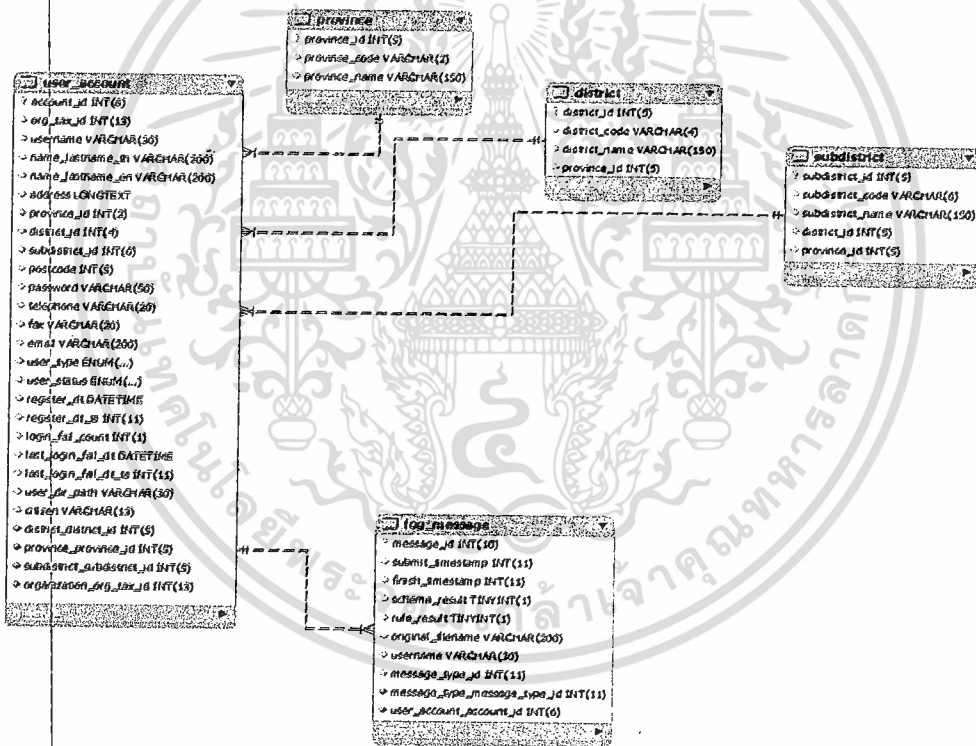 province
province_id INT(5)
province_code VARCHAR(2)
province_name VARCHAR(150)
user_account
account_id INT(6)
org_tax_id INT(13)
username VARCHAR(30)
name_lastname_th VARCHAR(200)
name_lastname_en VARCHAR(200)
address LONGTEXT
province_id INT(2)
district_id INT(4)
subdistrict_id INT(6)
postcode INT(5)
password VARCHAR(50)
telephone VARCHAR(20)
fax VARCHAR(20)
email VARCHAR(200)
user_type ENUM(...)
user_status ENUM(...)
register_dt DATETIME
register_dt_ts INT(11)
login_fail_count INT(1)
last_login_fail_dt DATETIME
last_login_fail_dt_ts INT(11)
user_dir_path VARCHAR(30)
citizen VARCHAR(13)
district_district_id INT(5)
province_province_id INT(5)
subdistrict_subdistrict_id INT(5)
organization_org_tax_id INT(13)
district
district_id INT(5)
district_code VARCHAR(4)
district_name VARCHAR(150)
province_id INT(5)
subdistrict
subdistrict_id INT(5)
subdistrict_code VARCHAR(6)
subdistrict_name VARCHAR(150)
district_id INT(5)
province_id INT(5)
log_message
message_id INT(10)
submit_timestamp INT(11)
finish_timestamp INT(11)
schema_result TINYINT(1)
rule_result TINYINT(1)
original_filename VARCHAR(200)
username VARCHAR(30)
message_type_id INT(11)
message_type_message_type_id INT(11)
user_account_account_id INT(6)